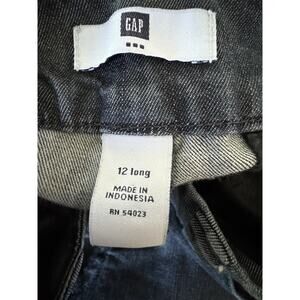 GAP
12 long
MADE IN
INDONESIA
RN 54023